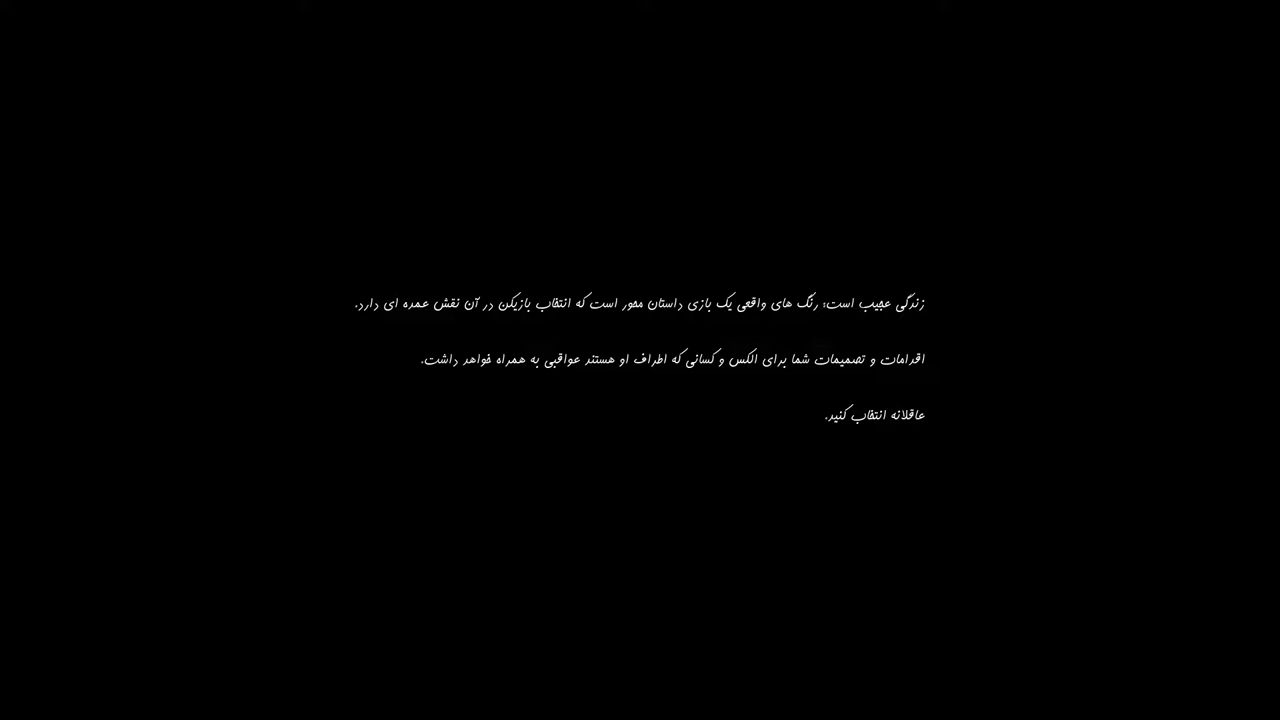 زندگی عجیب است: رنگ های واقعی یک بازی داستان محور است که انتخاب بازیکن در آن نقش عمده ای دارد.
اقدامات و تصمیمات شما برای الکس و کسانی که اطراف او هستند عواقبی به همراه خواهد داشت.
عاقلانه انتخاب کنید.